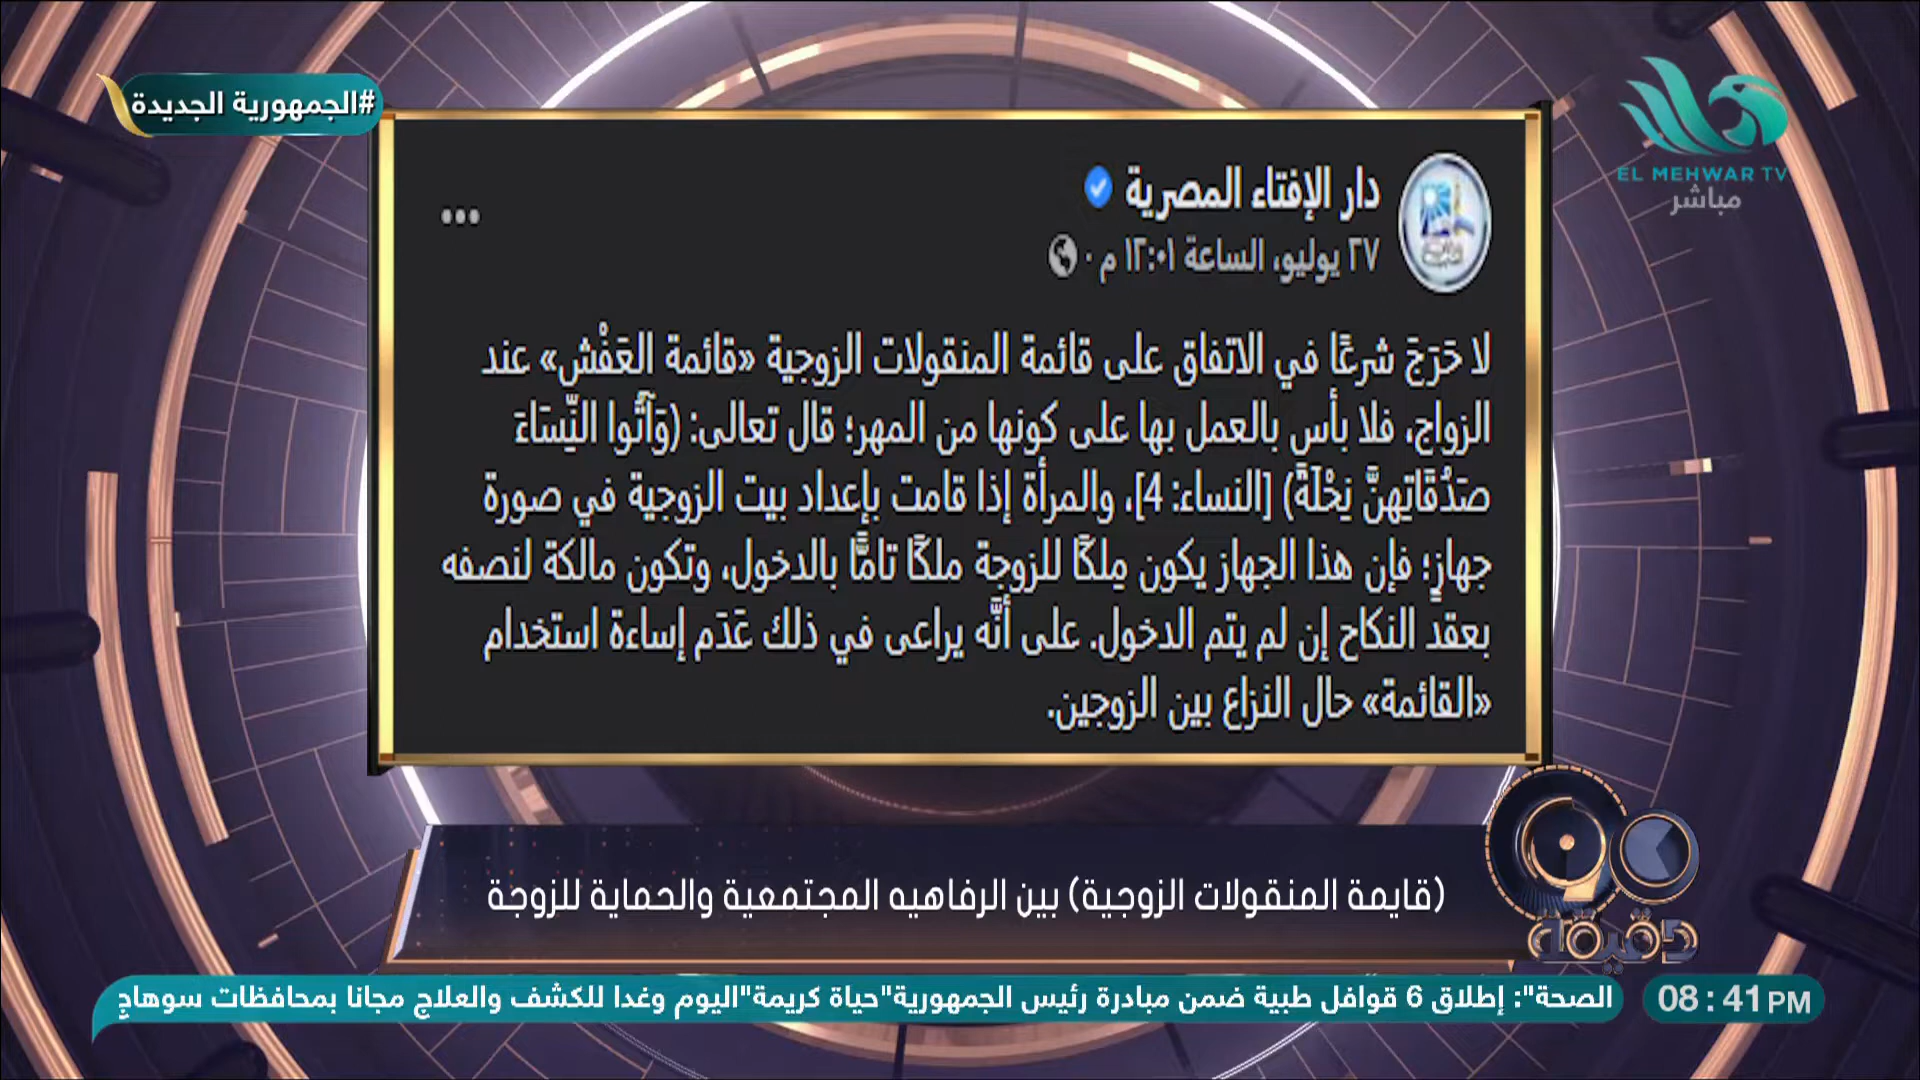 #الجمهورية الجديدة
EL MEHWAR TV
مباشر
دار الإفتاء المصرية
٢٧ يوليو، الساعة ١٢:٠١ م ·
لا حَرَجَ شرعًا في الاتفاق على قائمة المنقولات الزوجية «قائمة العَفْش» عند
الزواج، فلا بأس بالعمل بها على كونها من المهر؛ قال تعالى: (وَآتُوا النِّسَاءَ
صَدُقَاتِهِنَّ نِحْلَةً) [النساء: 4]، والمرأة إذا قامت بإعداد بيت الزوجية في صورة
جهازٍ؛ فإن هذا الجهاز يكون مِلكًا للزوجة ملكًا تامًّا بالدخول، وتكون مالكة لنصفه
بعقد النكاح إن لم يتم الدخول. على أنَّه يراعى في ذلك عَدَم إساءة استخدام
«القائمة» حال النزاع بين الزوجين.
(قايمة المنقولات الزوجية) بين الرفاهيه المجتمعية والحماية للزوجة
90
دقيقة
الصحة": إطلاق 6 قوافل طبية ضمن مبادرة رئيس الجمهورية"حياة كريمة"اليوم وغدا للكشف والعلاج مجانا بمحافظات سوهاج
08:41PM